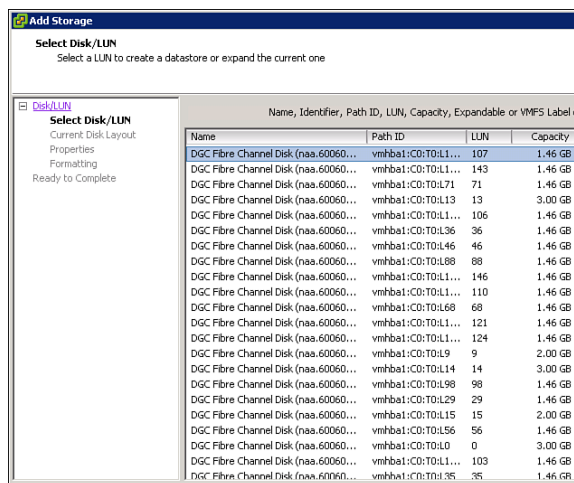 Add Storage
Select Disk/LUN
Select a LUN to create a datastore or expand the current one
Disk/LUN
Select Disk/LUN
Current Disk Layout
Properties
Formatting
Ready to Complete
Name, Identifier, Path ID, LUN, Capacity, Expandable or VMFS Label
Name Path ID LUN Capacity
DGC Fibre Channel Disk (naa.60060... vmhba1:C0:T0:L1... 107 1.46 GB
DGC Fibre Channel Disk (naa.60060... vmhba1:C0:T0:L1... 143 1.46 GB
DGC Fibre Channel Disk (naa.60060... vmhba1:C0:T0:L71 71 1.46 GB
DGC Fibre Channel Disk (naa.60060... vmhba1:C0:T0:L13 13 3.00 GB
DGC Fibre Channel Disk (naa.60060... vmhba1:C0:T0:L1... 106 1.46 GB
DGC Fibre Channel Disk (naa.60060... vmhba1:C0:T0:L36 36 1.46 GB
DGC Fibre Channel Disk (naa.60060... vmhba1:C0:T0:L46 46 1.46 GB
DGC Fibre Channel Disk (naa.60060... vmhba1:C0:T0:L88 88 1.46 GB
DGC Fibre Channel Disk (naa.60060... vmhba1:C0:T0:L1... 146 1.46 GB
DGC Fibre Channel Disk (naa.60060... vmhba1:C0:T0:L1... 110 1.46 GB
DGC Fibre Channel Disk (naa.60060... vmhba1:C0:T0:L68 68 1.46 GB
DGC Fibre Channel Disk (naa.60060... vmhba1:C0:T0:L1... 121 1.46 GB
DGC Fibre Channel Disk (naa.60060... vmhba1:C0:T0:L1... 124 1.46 GB
DGC Fibre Channel Disk (naa.60060... vmhba1:C0:T0:L9 9 2.00 GB
DGC Fibre Channel Disk (naa.60060... vmhba1:C0:T0:L14 14 3.00 GB
DGC Fibre Channel Disk (naa.60060... vmhba1:C0:T0:L98 98 1.46 GB
DGC Fibre Channel Disk (naa.60060... vmhba1:C0:T0:L29 29 1.46 GB
DGC Fibre Channel Disk (naa.60060... vmhba1:C0:T0:L15 15 2.00 GB
DGC Fibre Channel Disk (naa.60060... vmhba1:C0:T0:L56 56 1.46 GB
DGC Fibre Channel Disk (naa.60060... vmhba1:C0:T0:L0 0 3.00 GB
DGC Fibre Channel Disk (naa.60060... vmhba1:C0:T0:L1... 103 1.46 GB
DGC Fibre Channel Disk (naa.60060... vmhba1:C0:T0:L35 35 1.46 GB